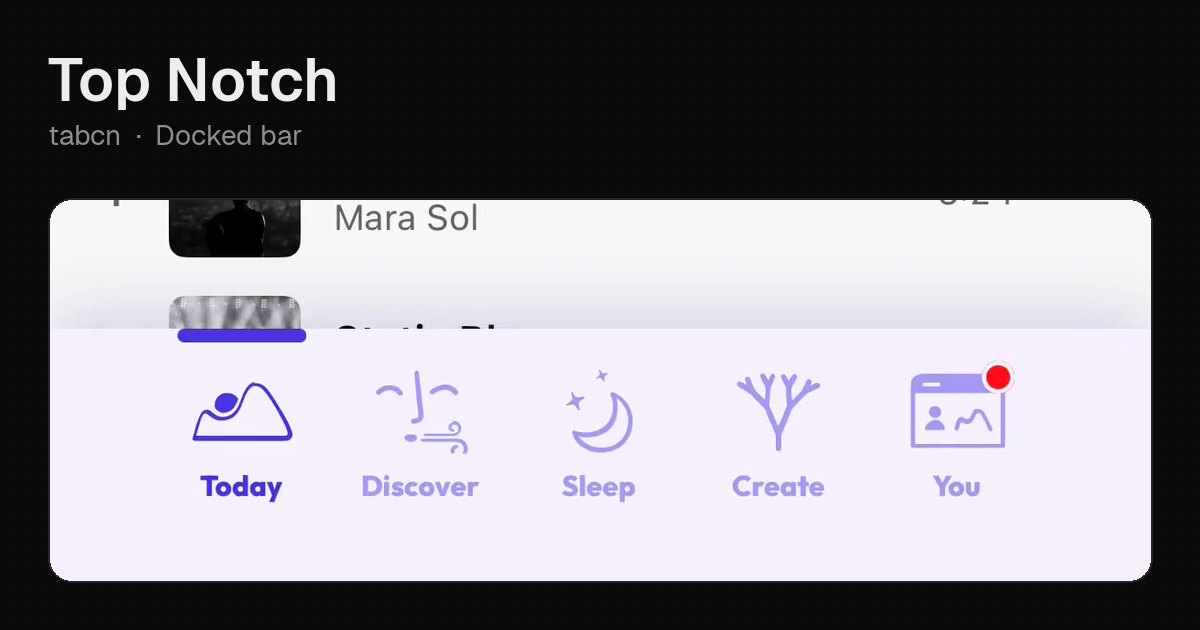 Top Notch
tabcn · Docked bar
Mara Sol
Today
Discover
Sleep
Create
You